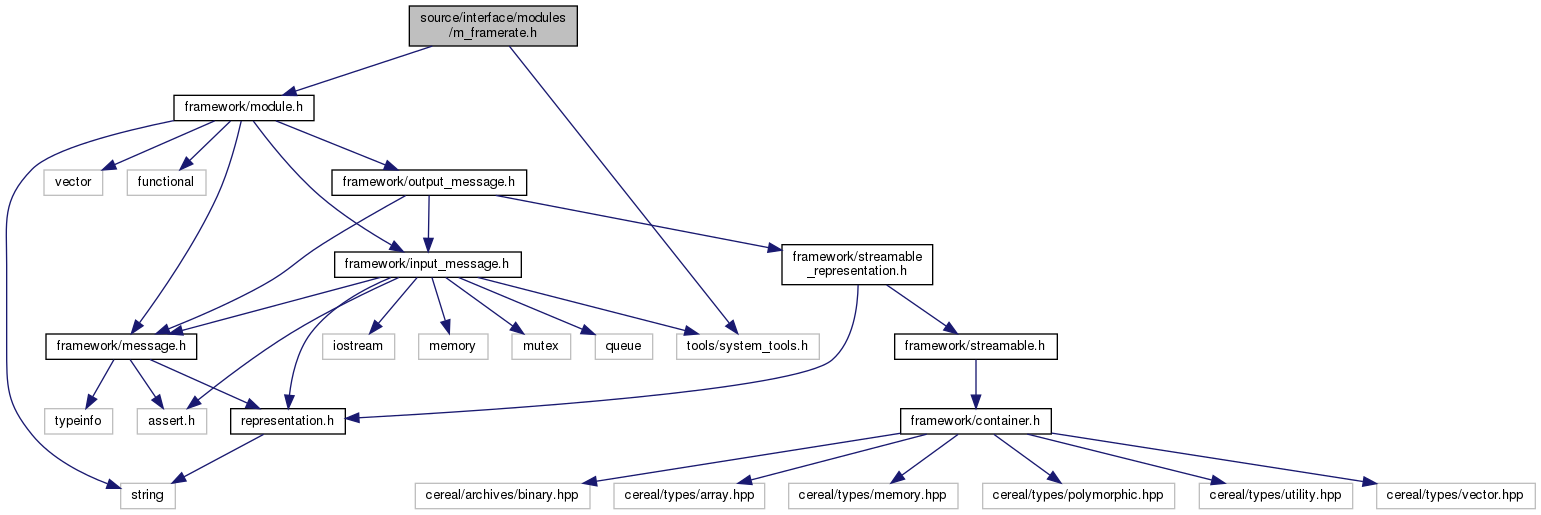 source/interface/modules
/m_framerate.h
framework/module.h
vector
functional
framework/output_message.h
framework/input_message.h
framework/streamable
_representation.h
framework/message.h
iostream
memory
mutex
queue
tools/system_tools.h
framework/streamable.h
typeinfo
assert.h
representation.h
framework/container.h
string
cereal/archives/binary.hpp
cereal/types/array.hpp
cereal/types/memory.hpp
cereal/types/polymorphic.hpp
cereal/types/utility.hpp
cereal/types/vector.hpp